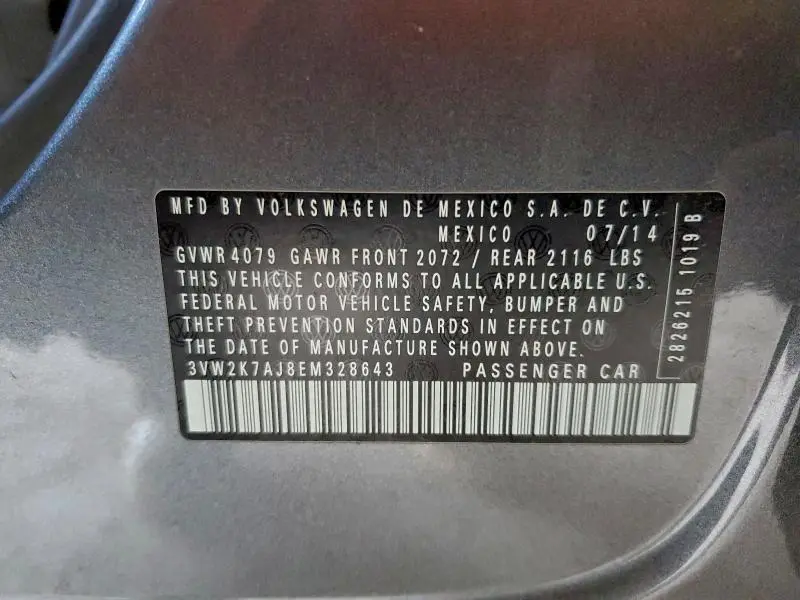 MFD BY VOLKSWAGEN DE MEXICO S.A. DE C.V.
MEXICO 07/14
GVWR 4079 GAWR FRONT 2072 / REAR 2116 LBS
THIS VEHICLE CONFORMS TO ALL APPLICABLE U.S.
FEDERAL MOTOR VEHICLE SAFETY, BUMPER AND
THEFT PREVENTION STANDARDS IN EFFECT ON
THE DATE OF MANUFACTURE SHOWN ABOVE.
3VW2K7AJ8EM328643 PASSENGER CAR
2826215 1019 B